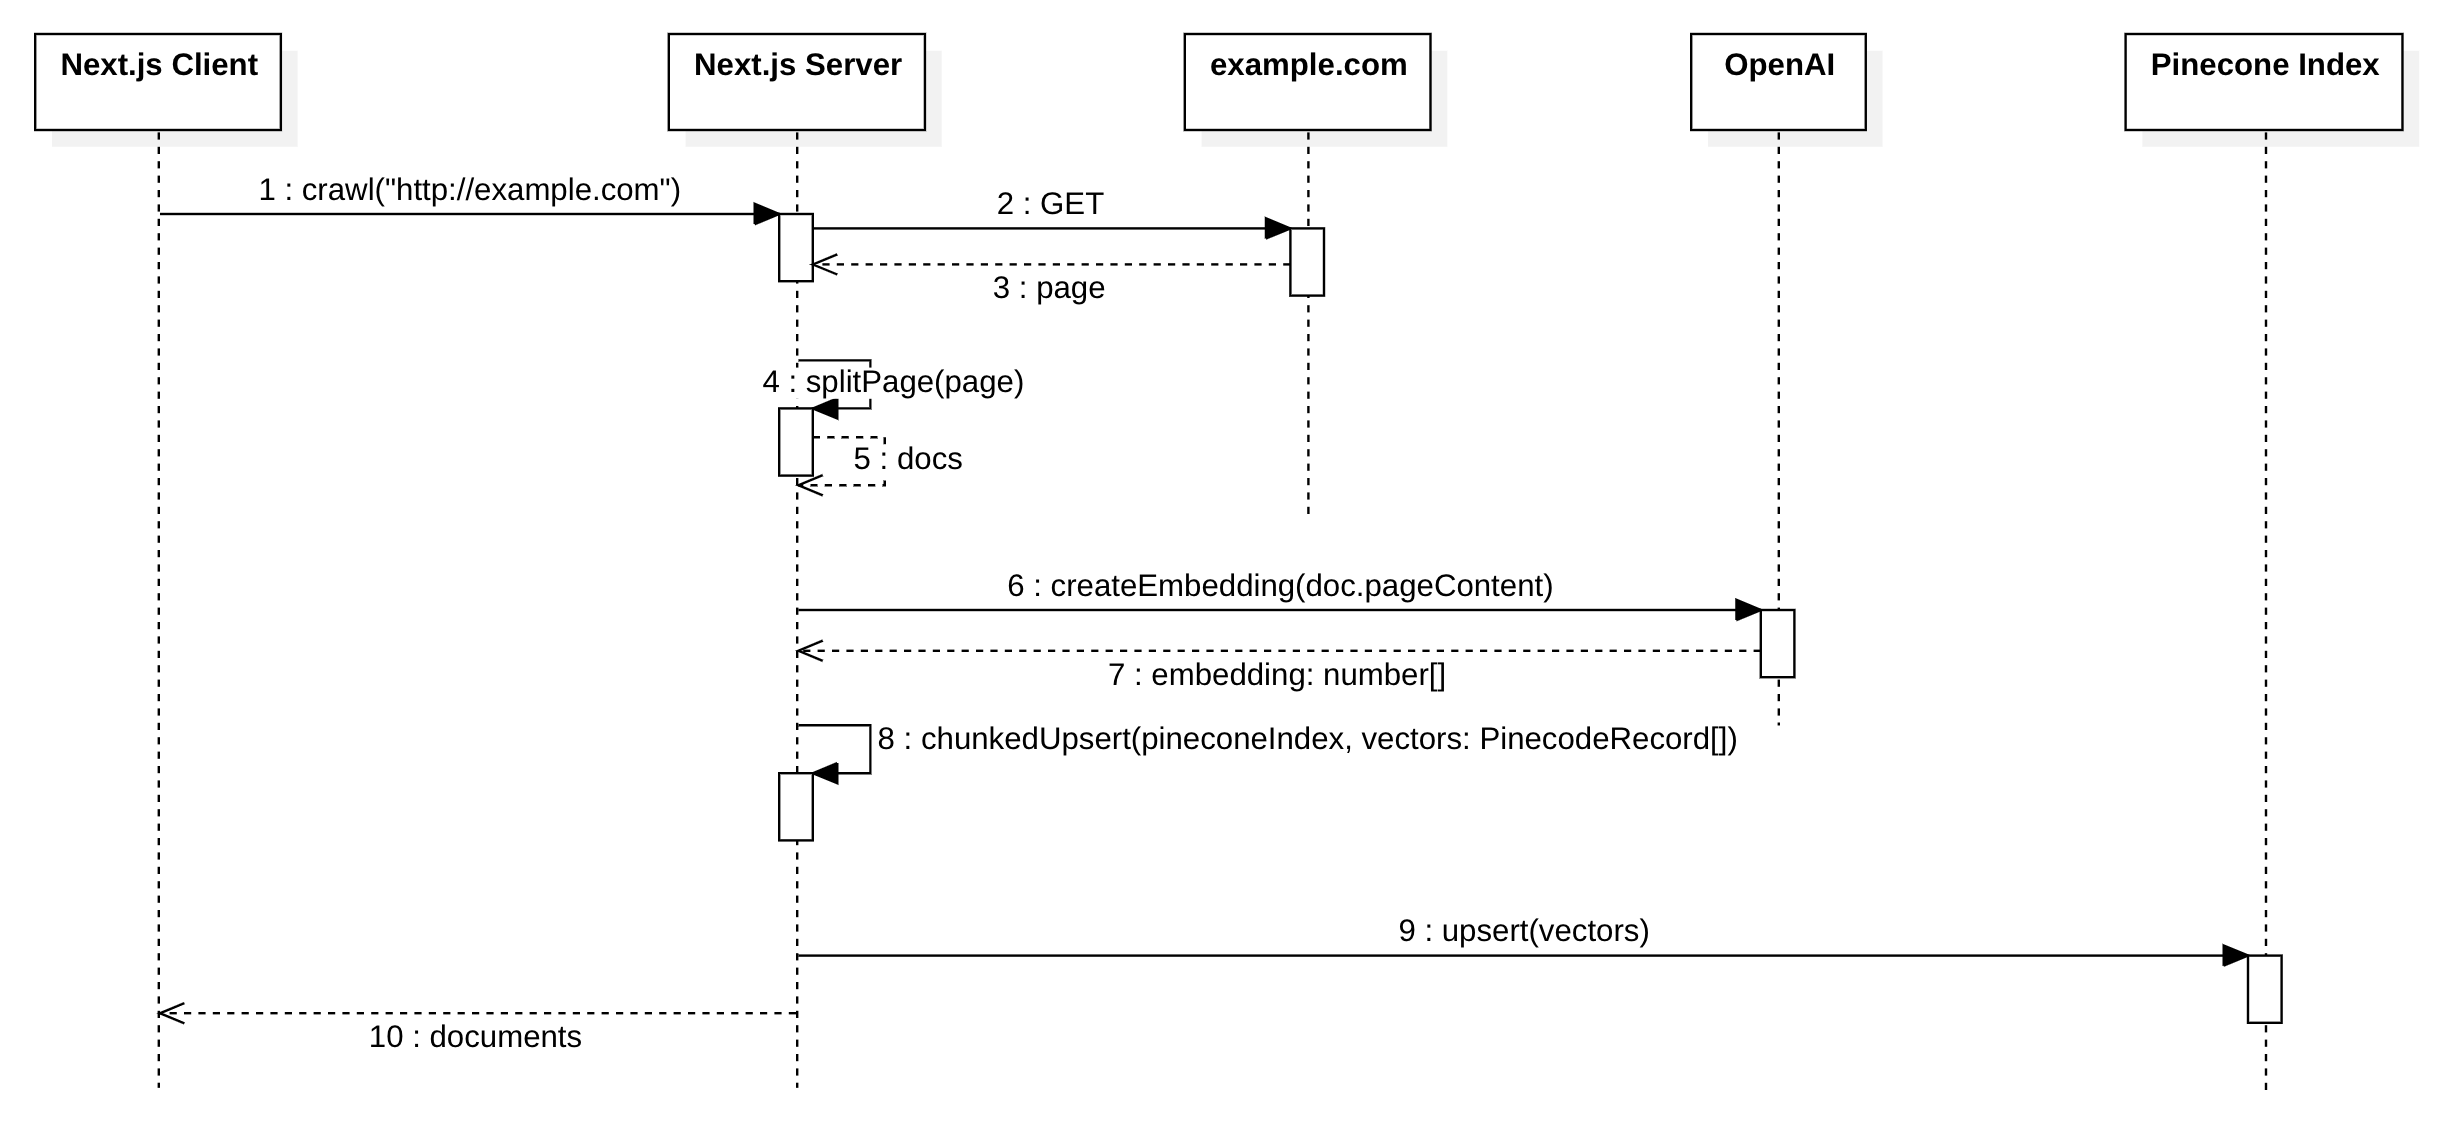 Next.js Client
Next.js Server
example.com
OpenAI
Pinecone Index
1 : crawl("http://example.com")
2 : GET
3 : page
4 : splitPage(page)
5 : docs
6 : createEmbedding(doc.pageContent)
7 : embedding: number[]
8 : chunkedUpsert(pineconeIndex, vectors: PinecodeRecord[])
9 : upsert(vectors)
10 : documents